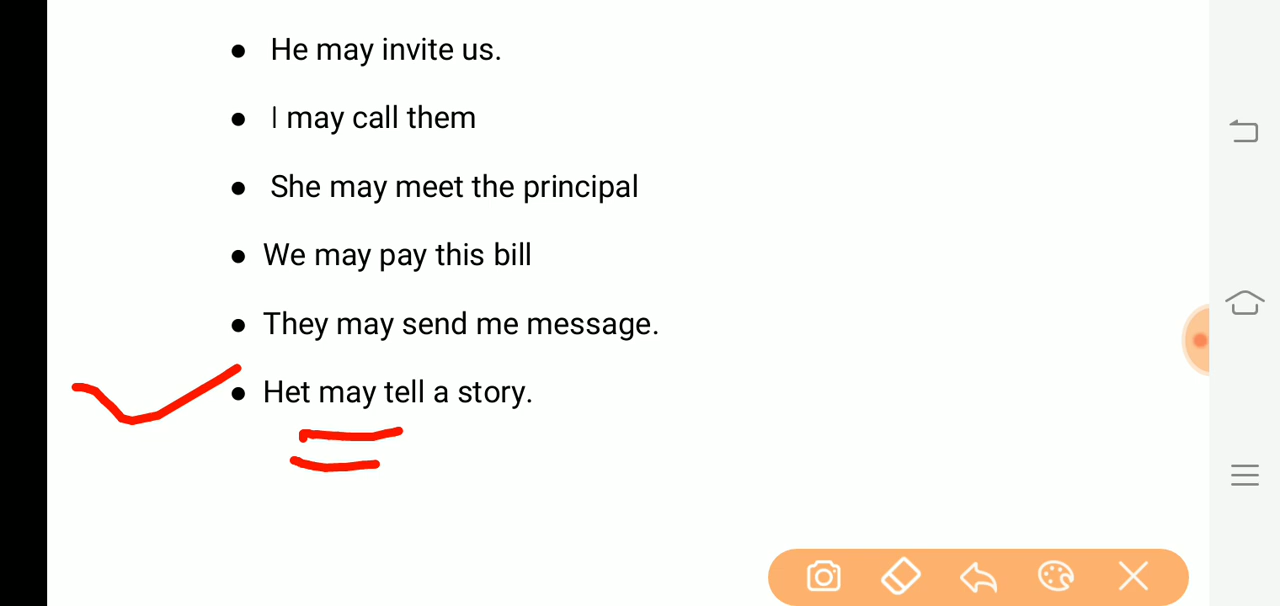 ● He may invite us.
● I may call them
● She may meet the principal
● We may pay this bill
● They may send me message.
● Het may tell a story.